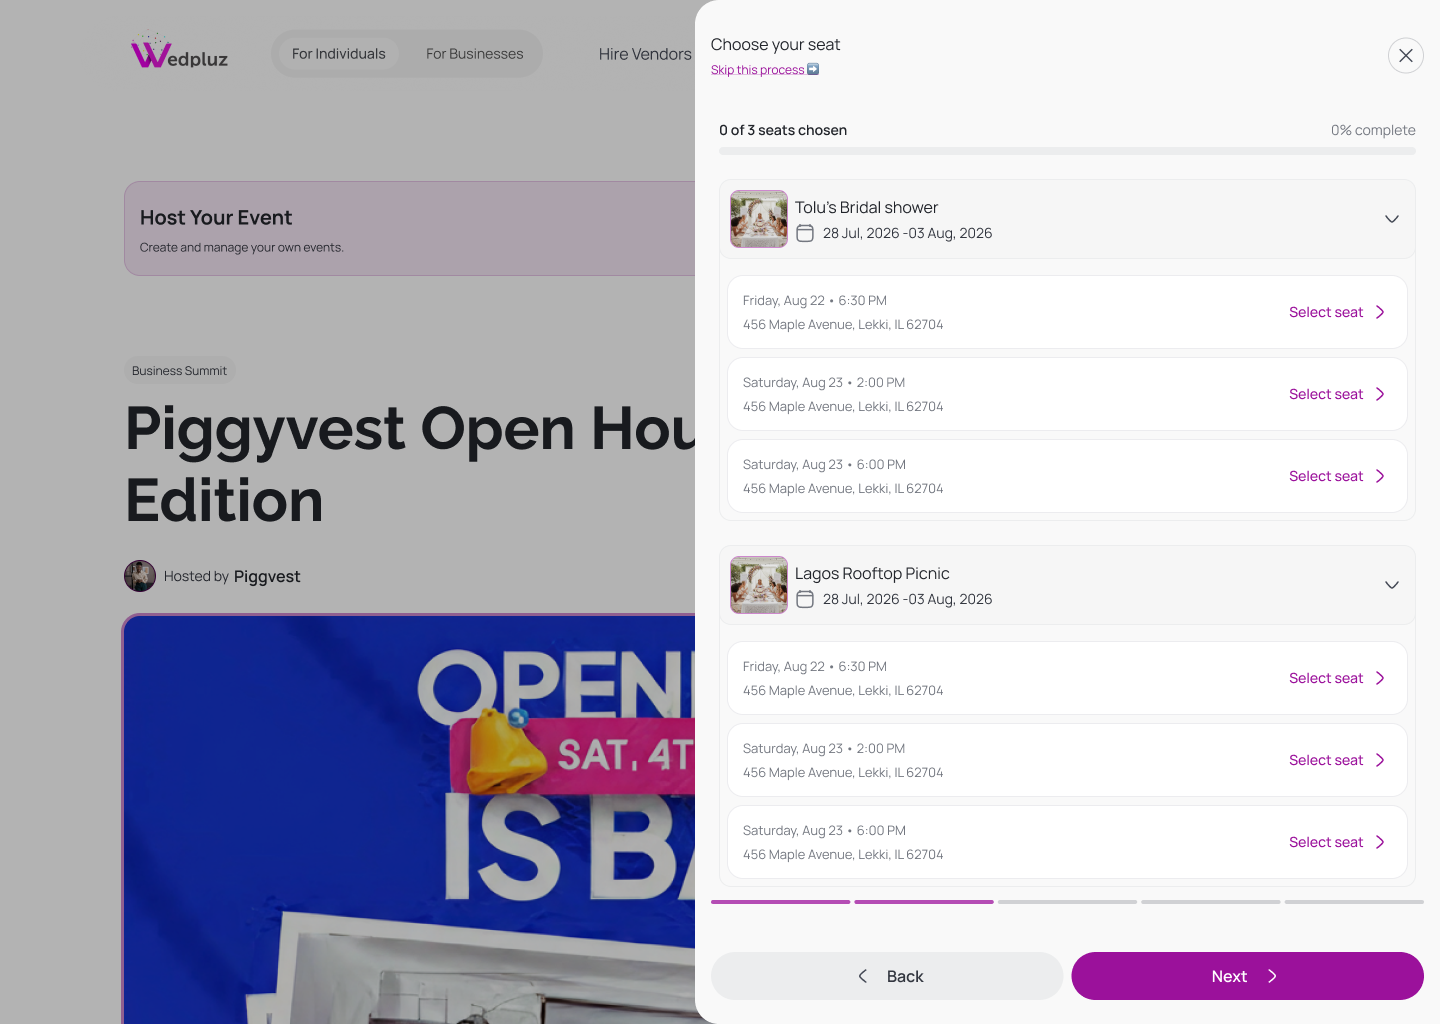 Wedpluz
For Individuals
For Businesses
Hire Vendors
Host Your Event
Create and manage your own events.
Business Summit
Piggyvest Open
Edition
Hosted by Piggvest
OPEN
SAT, 4T
IS
Choose your seat
Skip this process ➡️
0 of 3 seats chosen
0% complete
Tolu's Bridal shower
28 Jul, 2026 -03 Aug, 2026
Friday, Aug 22 • 6:30 PM
456 Maple Avenue, Lekki, IL 62704
Select seat
Saturday, Aug 23 • 2:00 PM
456 Maple Avenue, Lekki, IL 62704
Select seat
Saturday, Aug 23 • 6:00 PM
456 Maple Avenue, Lekki, IL 62704
Select seat
Lagos Rooftop Picnic
28 Jul, 2026 -03 Aug, 2026
Friday, Aug 22 • 6:30 PM
456 Maple Avenue, Lekki, IL 62704
Select seat
Saturday, Aug 23 • 2:00 PM
456 Maple Avenue, Lekki, IL 62704
Select seat
Saturday, Aug 23 • 6:00 PM
456 Maple Avenue, Lekki, IL 62704
Select seat
Back
Next